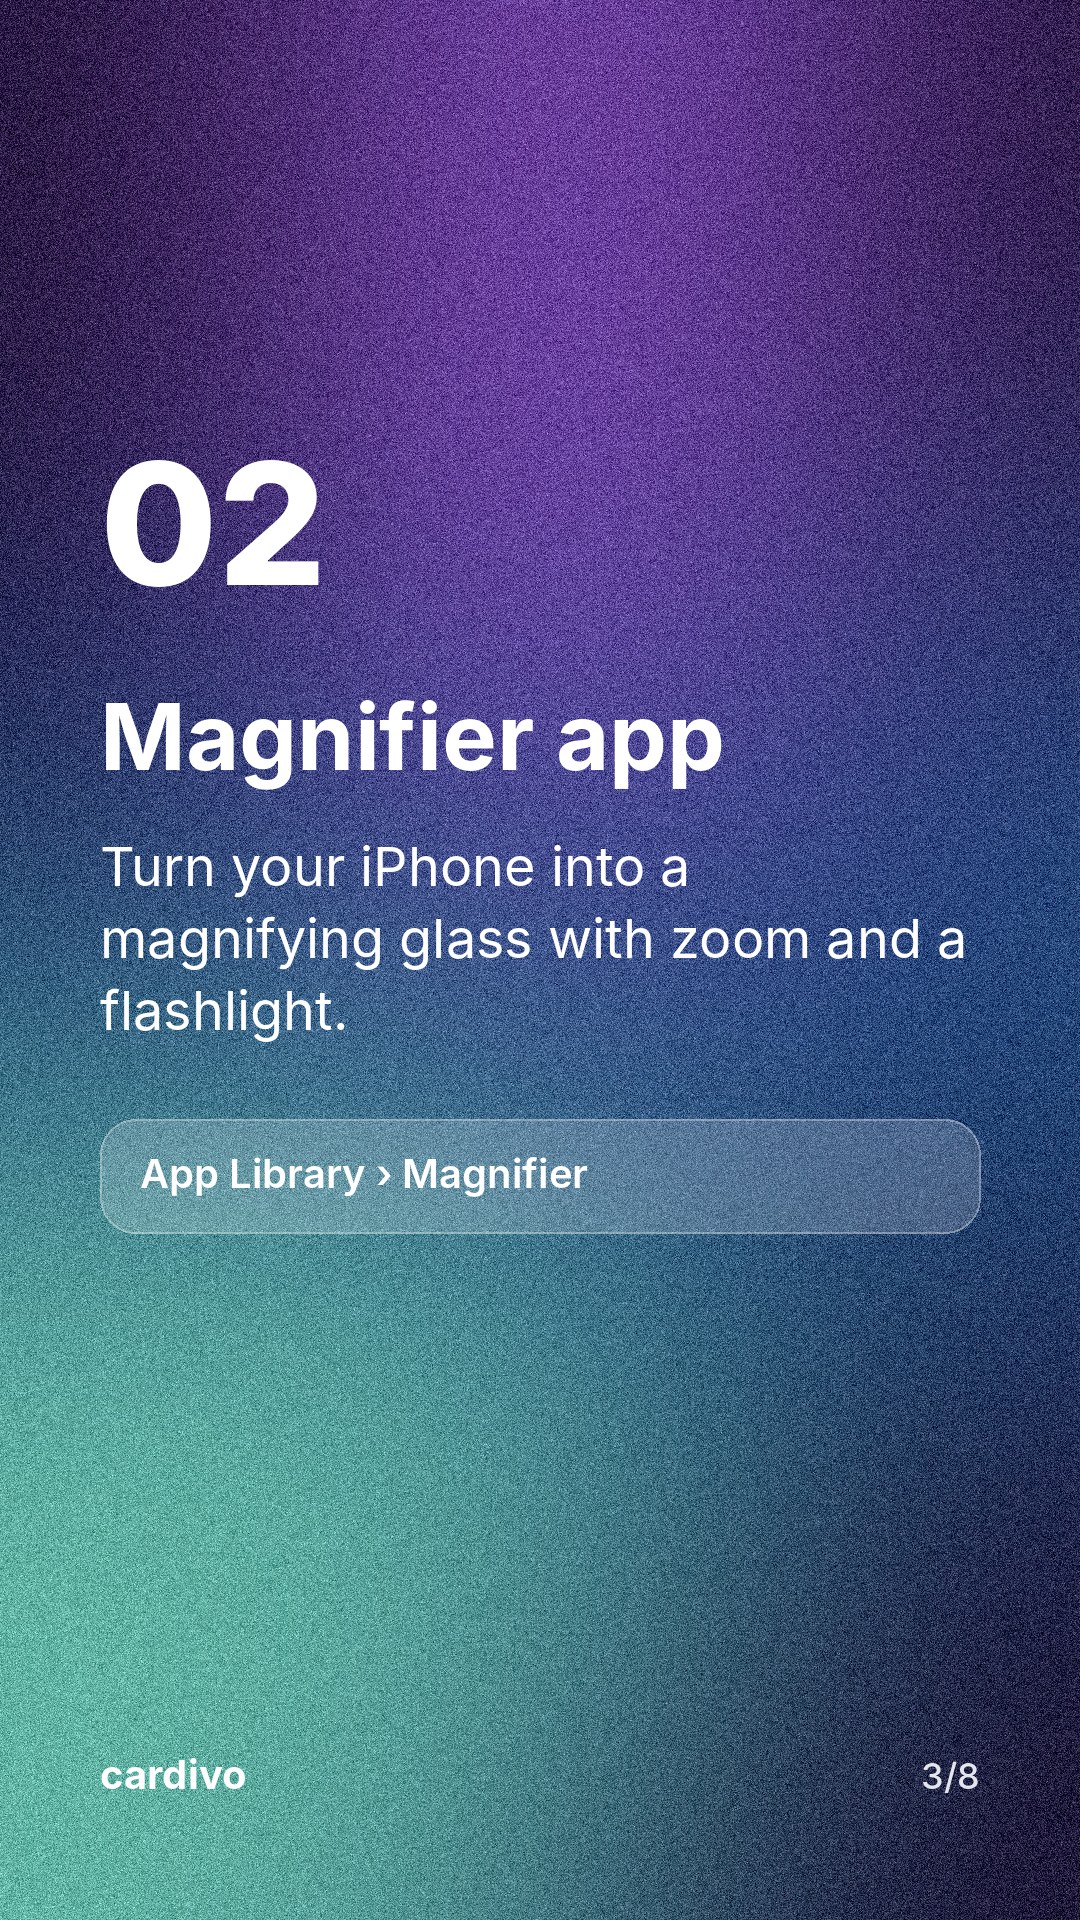 02
Magnifier app
Turn your iPhone into a
magnifying glass with zoom and a
flashlight.
App Library › Magnifier
cardivo
3/8